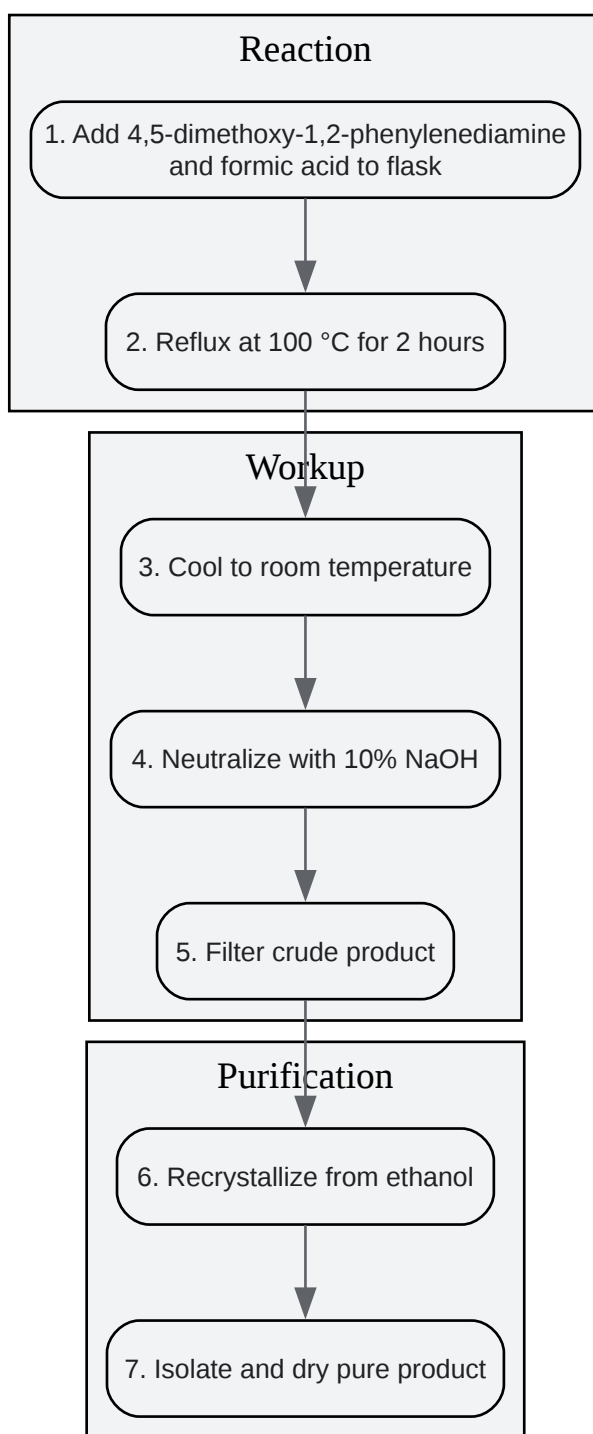 Reaction
1. Add 4,5-dimethoxy-1,2-phenylenediamine
and formic acid to flask
2. Reflux at 100 °C for 2 hours
Workup
3. Cool to room temperature
4. Neutralize with 10% NaOH
5. Filter crude product
Purification
6. Recrystallize from ethanol
7. Isolate and dry pure product